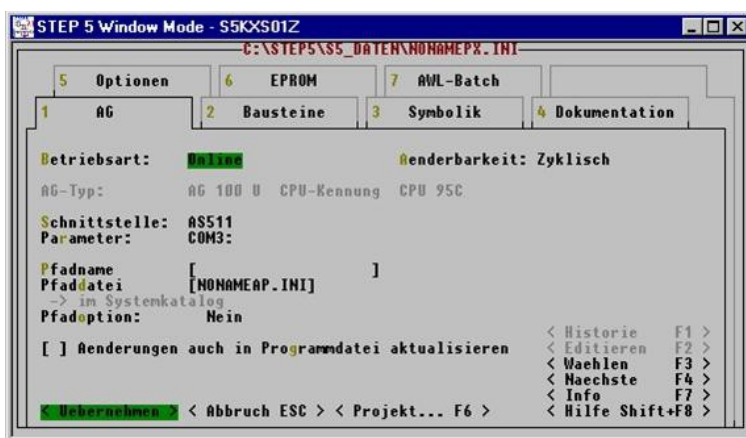 STEP 5 Window Mode - S5KXS01Z
C:\STEP5\S5_DATEN\NONAMEPX.INI
5 Optionen 6 EPROM 7 AWL-Batch
1 AG 2 Bausteine 3 Symbolik 4 Dokumentation
Betriebsart: Online Aenderbarkeit: Zyklisch
AG-Typ: AG 100 U CPU-Kennung CPU 95C
Schnittstelle: AS511
Parameter: COM3:
Pfadname [ ]
Pfaddatei [NONAMEAP.INI]
-> im Systemkatalog
Pfadoption: Nein
< Historie F1 >
[ ] Aenderungen auch in Programmdatei aktualisieren < Editieren F2 >
< Waehlen F3 >
< Naechste F4 >
< Info F7 >
< Uebernehmen > < Abbruch ESC > < Projekt... F6 > < Hilfe Shift+F8 >